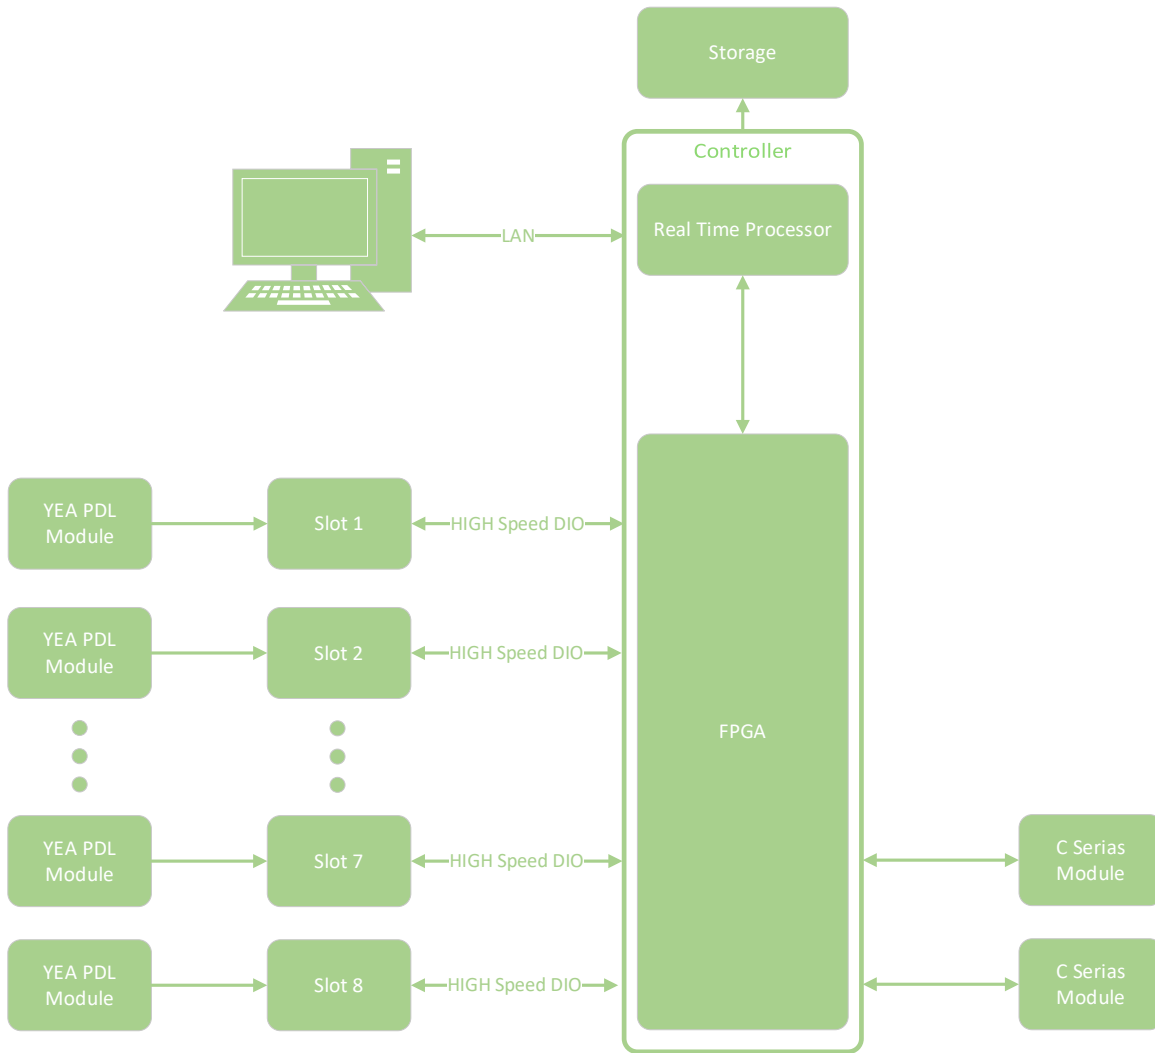 Storage
Controller
Real Time Processor
LAN
YEA PDL
Module
Slot 1
HIGH Speed DIO
YEA PDL
Module
Slot 2
HIGH Speed DIO
FPGA
YEA PDL
Module
Slot 7
HIGH Speed DIO
C Serias
Module
YEA PDL
Module
Slot 8
HIGH Speed DIO
C Serias
Module